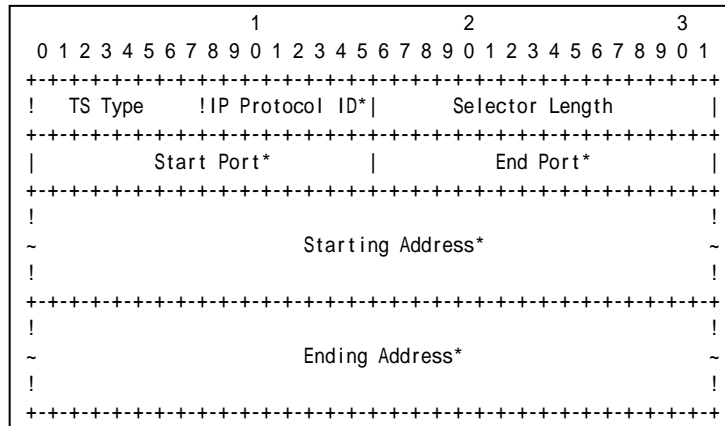 1                   2                   3
 0 1 2 3 4 5 6 7 8 9 0 1 2 3 4 5 6 7 8 9 0 1 2 3 4 5 6 7 8 9 0 1
+-+-+-+-+-+-+-+-+-+-+-+-+-+-+-+-+-+-+-+-+-+-+-+-+-+-+-+-+-+-+-+-+
!   TS Type     !IP Protocol ID*|       Selector Length         |
+-+-+-+-+-+-+-+-+-+-+-+-+-+-+-+-+-+-+-+-+-+-+-+-+-+-+-+-+-+-+-+-+
|           Start Port*         |           End Port*           |
+-+-+-+-+-+-+-+-+-+-+-+-+-+-+-+-+-+-+-+-+-+-+-+-+-+-+-+-+-+-+-+-+
!                                                               !
~                         Starting Address*                     ~
!                                                               !
+-+-+-+-+-+-+-+-+-+-+-+-+-+-+-+-+-+-+-+-+-+-+-+-+-+-+-+-+-+-+-+-+
!                                                               !
~                         Ending Address*                       ~
!                                                               !
+-+-+-+-+-+-+-+-+-+-+-+-+-+-+-+-+-+-+-+-+-+-+-+-+-+-+-+-+-+-+-+-+